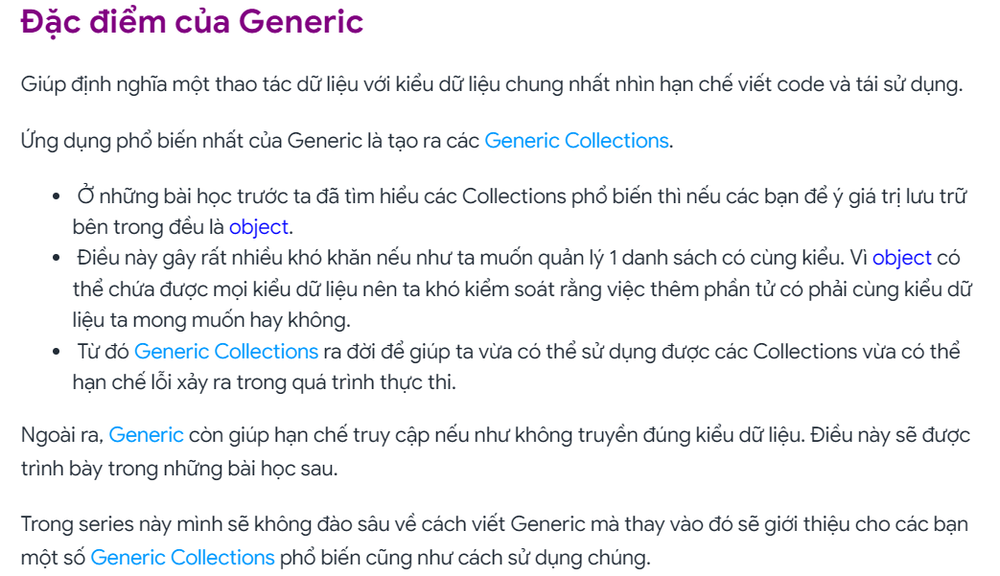 Đặc điểm của Generic
Giúp định nghĩa một thao tác dữ liệu với kiểu dữ liệu chung nhất nhìn hạn chế viết code và tái sử dụng.
Ứng dụng phổ biến nhất của Generic là tạo ra các Generic Collections.
• Ở những bài học trước ta đã tìm hiểu các Collections phổ biến thì nếu các bạn để ý giá trị lưu trữ
bên trong đều là object.
• Điều này gây rất nhiều khó khăn nếu như ta muốn quản lý 1 danh sách có cùng kiểu. Vì object có
thể chứa được mọi kiểu dữ liệu nên ta khó kiểm soát rằng việc thêm phần tử có phải cùng kiểu dữ
liệu ta mong muốn hay không.
• Từ đó Generic Collections ra đời để giúp ta vừa có thể sử dụng được các Collections vừa có thể
hạn chế lỗi xảy ra trong quá trình thực thi.
Ngoài ra, Generic còn giúp hạn chế truy cập nếu như không truyền đúng kiểu dữ liệu. Điều này sẽ được
trình bày trong những bài học sau.
Trong series này mình sẽ không đào sâu về cách viết Generic mà thay vào đó sẽ giới thiệu cho các bạn
một số Generic Collections phổ biến cũng như cách sử dụng chúng.